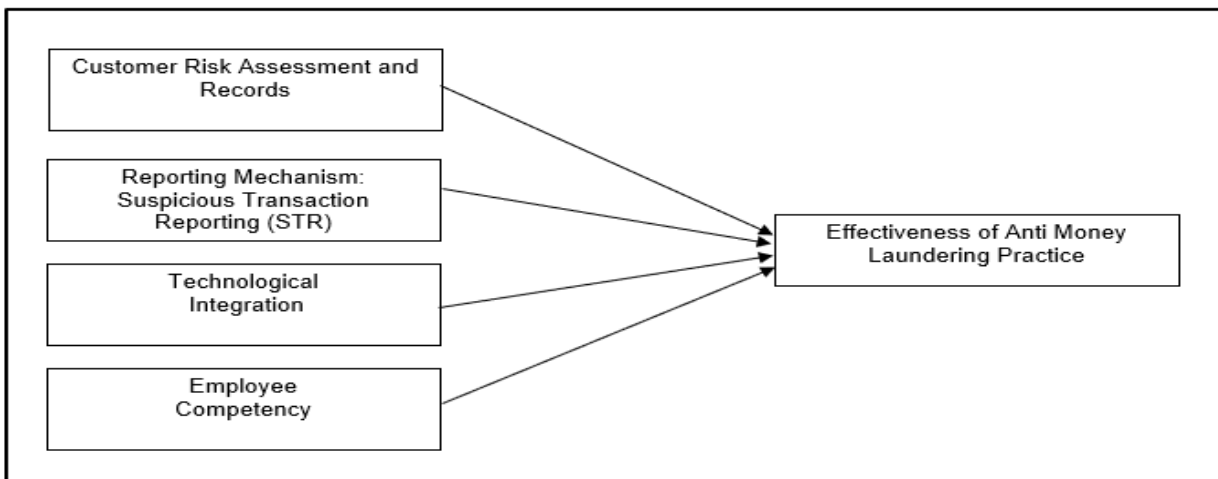 Customer Risk Assessment and
Records
Reporting Mechanism:
Suspicious Transaction
Reporting (STR)
Technological
Integration
Employee
Competency
Effectiveness of Anti Money
Laundering Practice